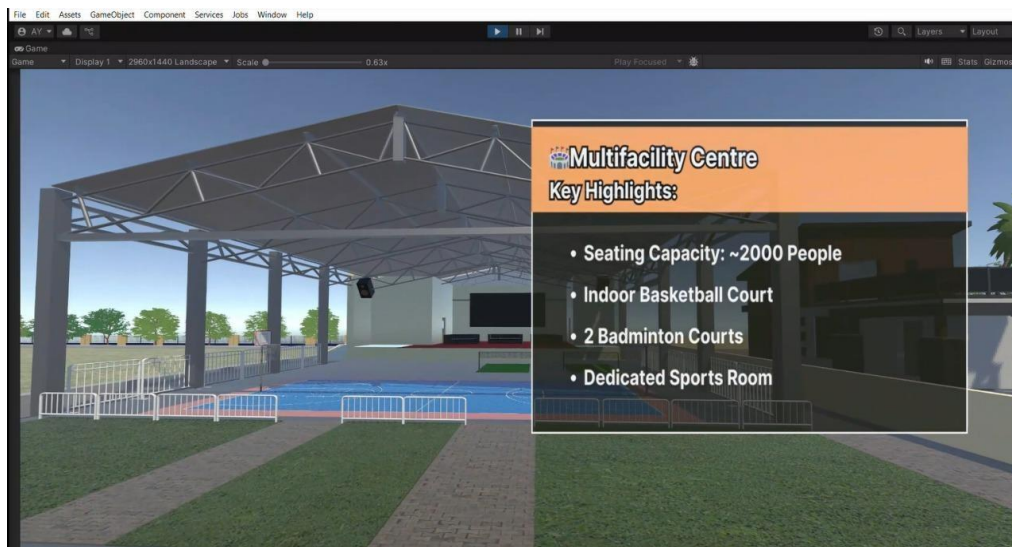 File Edit Assets GameObject Component Services Jobs Window Help
AY Layers Layout
Game
Game Display 1 2960x1440 Landscape Scale 0.63x Play Focused Stats Gizmos
Multifacility Centre
Key Highlights:
• Seating Capacity: ~2000 People
• Indoor Basketball Court
• 2 Badminton Courts
• Dedicated Sports Room